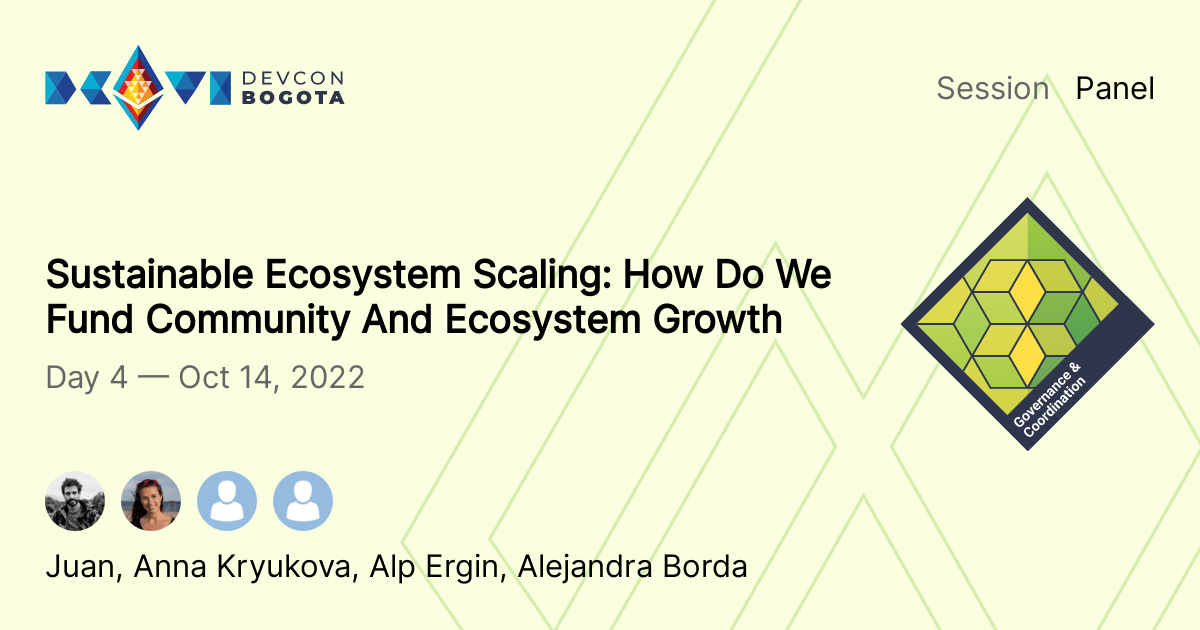 DEVCON
BOGOTA
Session Panel
Sustainable Ecosystem Scaling: How Do We
Fund Community And Ecosystem Growth
Day 4 — Oct 14, 2022
Governance &
Coordination
Juan, Anna Kryukova, Alp Ergin, Alejandra Borda